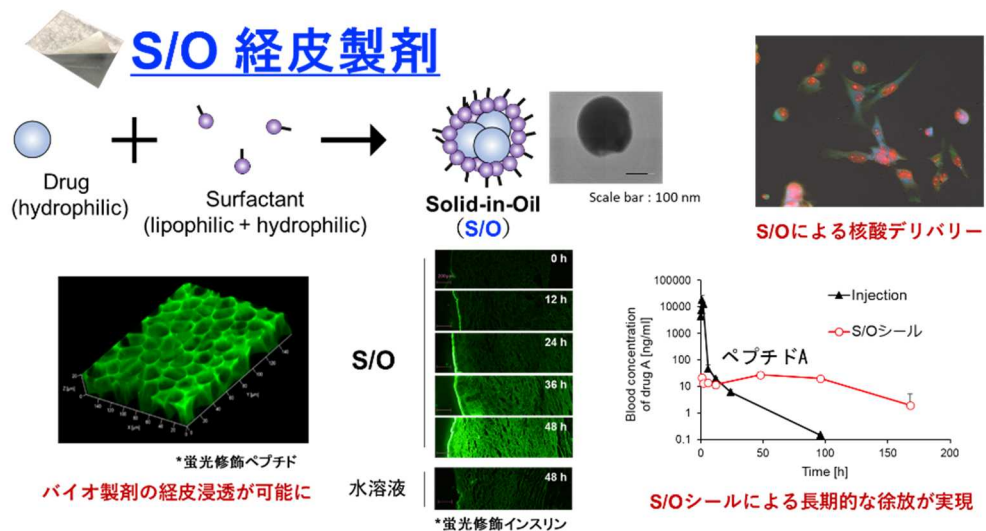 S/O 経皮製剤
Drug
(hydrophilic)
Surfactant
(lipophilic + hydrophilic)
Solid-in-Oil
(S/O)
Scale bar : 100 nm
S/Oによる核酸デリバリー
*蛍光修飾ペプチド
バイオ製剤の経皮浸透が可能に
S/O
0 h
12 h
24 h
36 h
48 h
水溶液
48 h
*蛍光修飾インスリン
Blood concentration
of drug A [ng/ml]
100000
10000
1000
100
10
1
0.1
Injection
S/Oシール
ペプチドA
0
50
100
150
200
Time [h]
S/Oシールによる長期的な徐放が実現